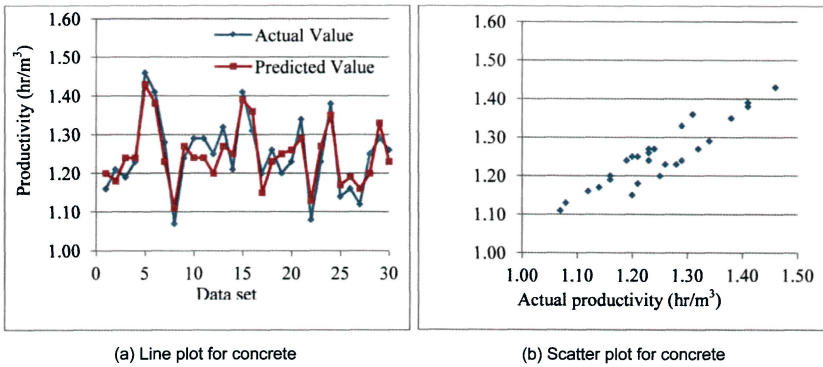 1.60
1.50
1.40
1.30
1.20
1.10
1.00
Productivity (hr/m³)
Actual Value
Predicted Value
0 5 10 15 20 25 30
Data set
(a) Line plot for concrete
1.60
1.50
1.40
1.30
1.20
1.10
1.00
1.00 1.10 1.20 1.30 1.40 1.50
Actual productivity (hr/m³)
(b) Scatter plot for concrete